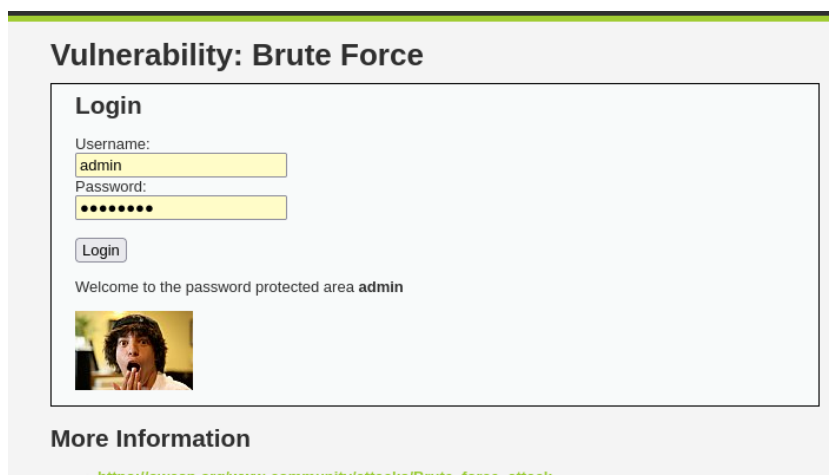 Vulnerability: Brute Force
Login
Username:
admin
Password:
••••••••
Login
Welcome to the password protected area admin
More Information